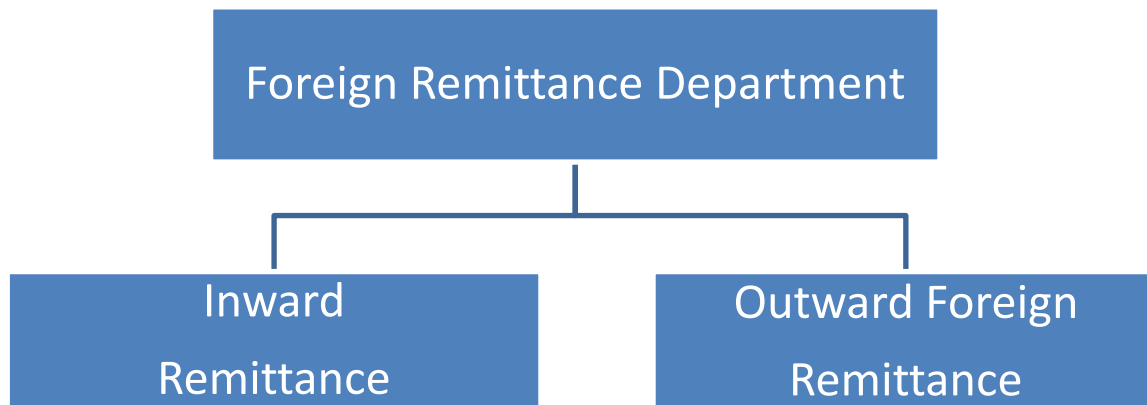 Foreign Remittance Department
Inward
Remittance
Outward Foreign
Remittance